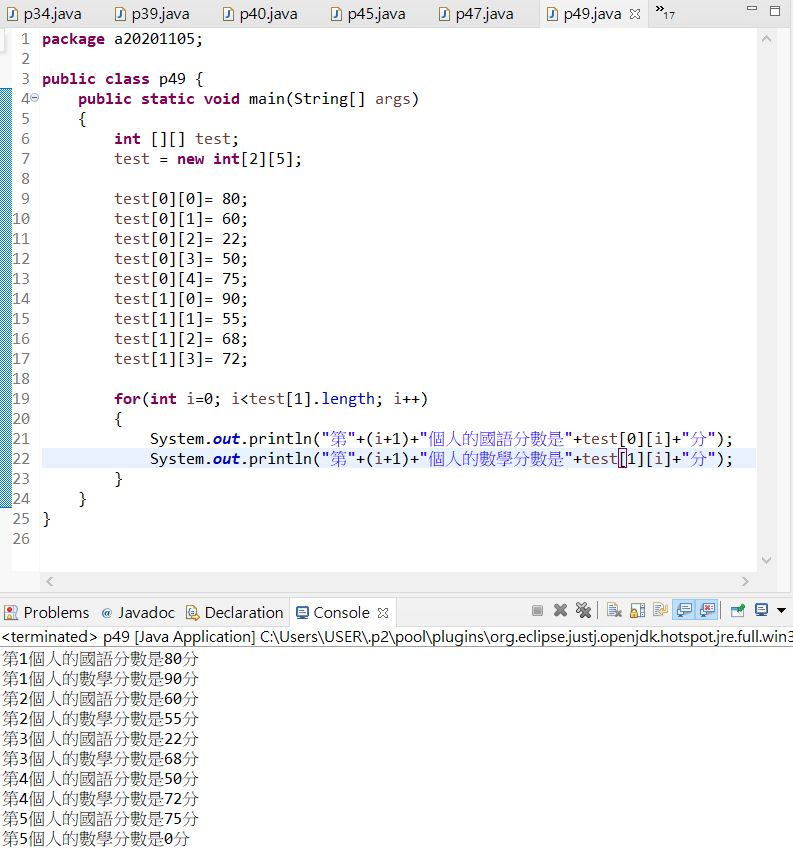 p34.java p39.java p40.java p45.java p47.java p49.java »17
1 package a20201105;
2
3 public class p49 {
4 public static void main(String[] args)
5 {
6 int [][] test;
7 test = new int[2][5];
8
9 test[0][0]= 80;
10 test[0][1]= 60;
11 test[0][2]= 22;
12 test[0][3]= 50;
13 test[0][4]= 75;
14 test[1][0]= 90;
15 test[1][1]= 55;
16 test[1][2]= 68;
17 test[1][3]= 72;
18
19 for(int i=0; i<test[1].length; i++)
20 {
21 System.out.println("第"+(i+1)+"個人的國語分數是"+test[0][i]+"分");
22 System.out.println("第"+(i+1)+"個人的數學分數是"+test[1][i]+"分");
23 }
24 }
25 }
26
Problems @ Javadoc Declaration Console
<terminated> p49 [Java Application] C:\Users\USER\.p2\pool\plugins\org.eclipse.justj.openjdk.hotspot.jre.full.win3
第1個人的國語分數是80分
第1個人的數學分數是90分
第2個人的國語分數是60分
第2個人的數學分數是55分
第3個人的國語分數是22分
第3個人的數學分數是68分
第4個人的國語分數是50分
第4個人的數學分數是72分
第5個人的國語分數是75分
第5個人的數學分數是0分